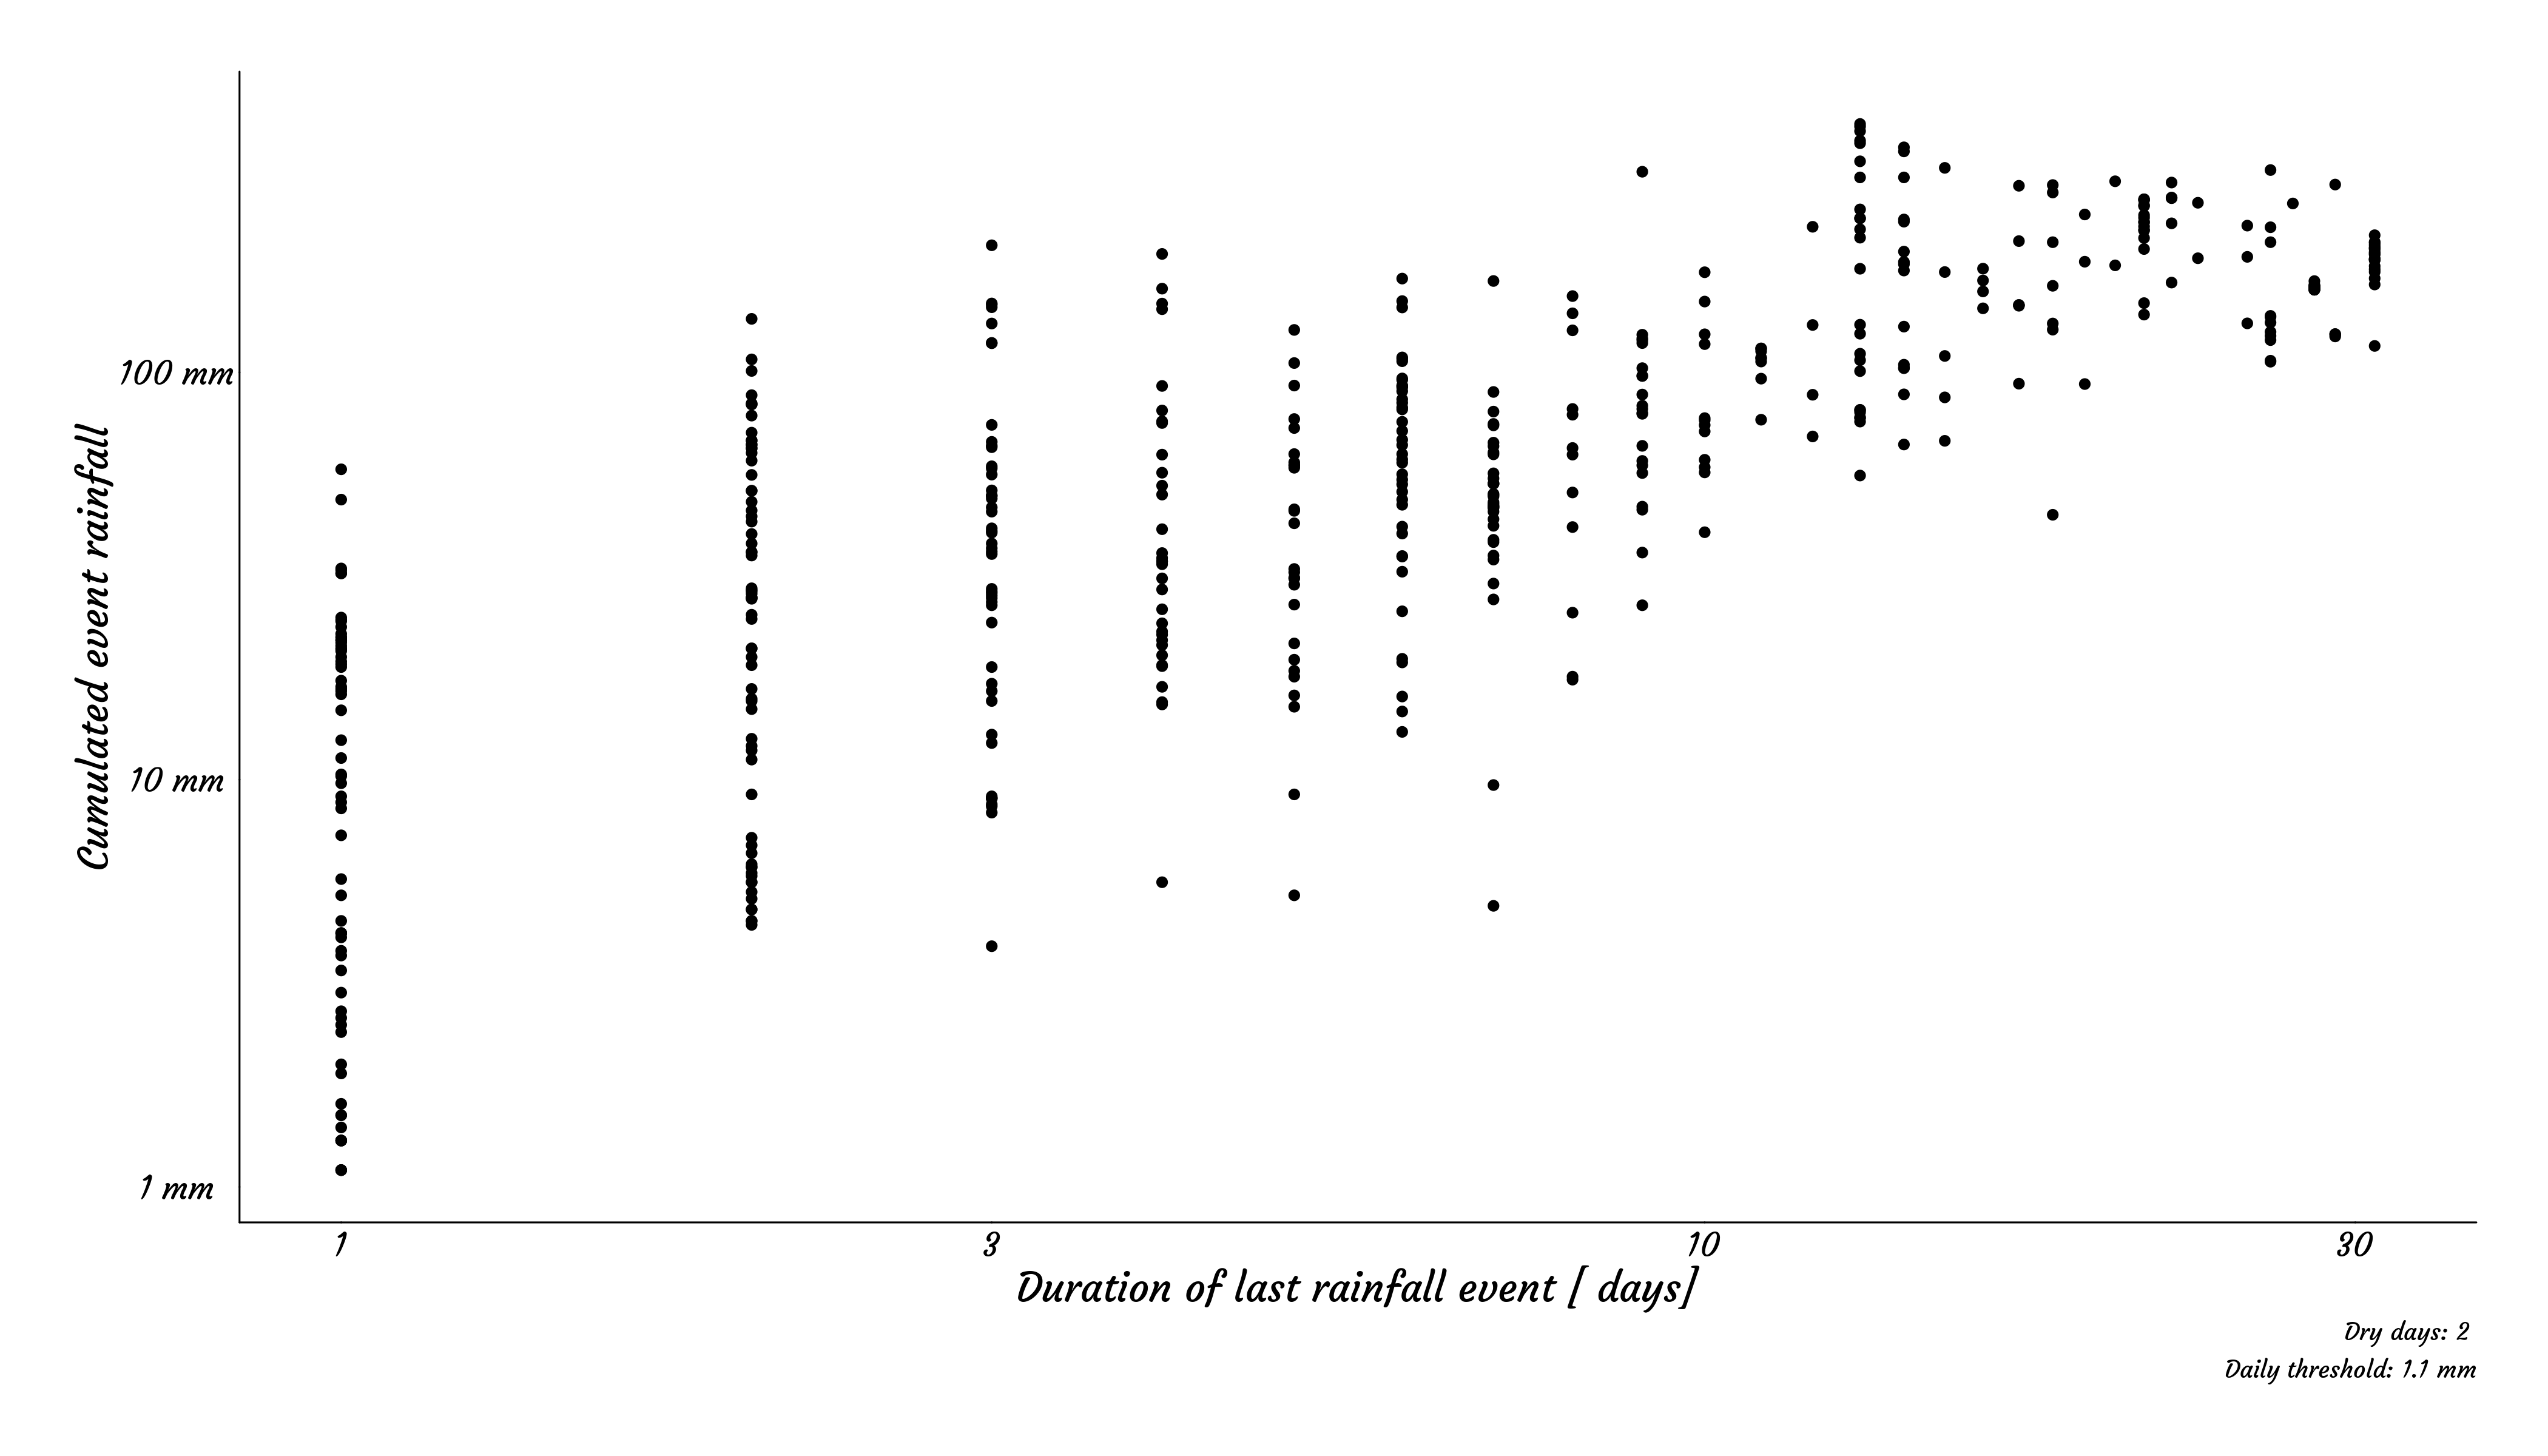 Cumulated event rainfall
100 mm
10 mm
1 mm
1 3 10 30
Duration of last rainfall event [ days]
Dry days: 2
Daily threshold: 1.1 mm